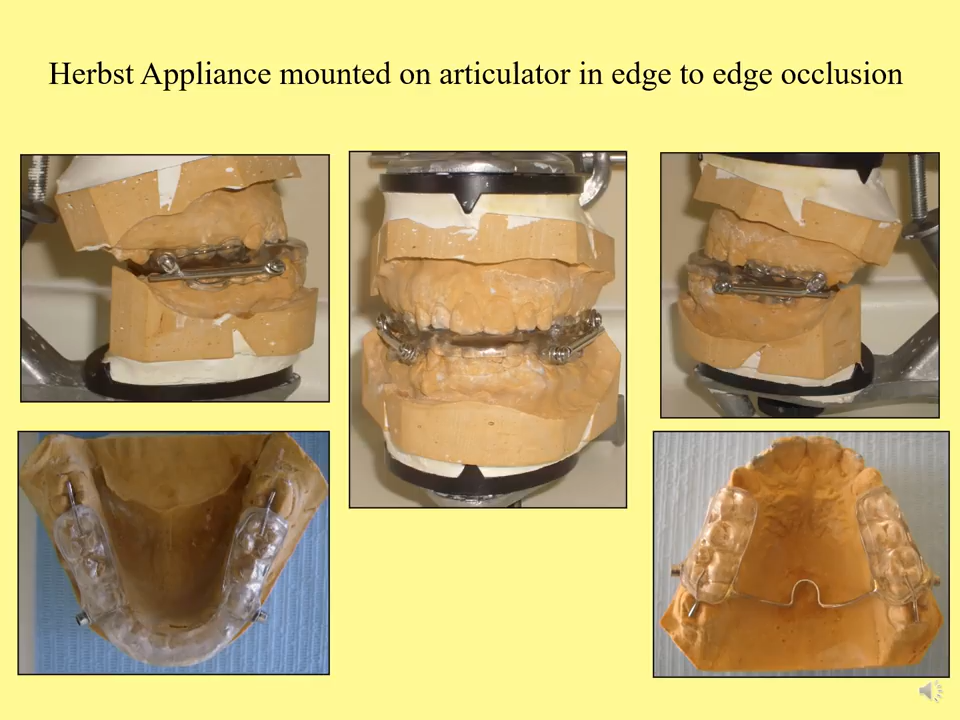 Herbst Appliance mounted on articulator in edge to edge occlusion